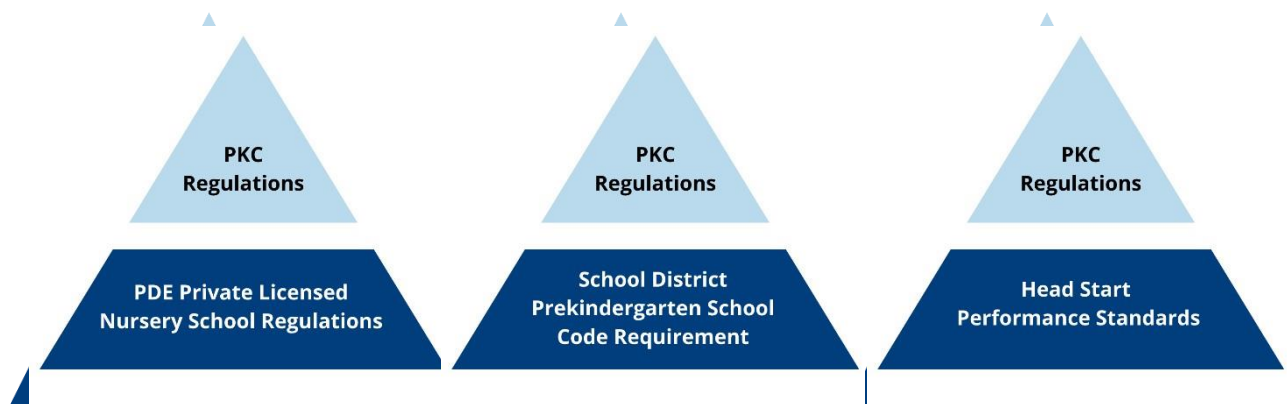 PKC
Regulations
PDE Private Licensed
Nursery School Regulations
PKC
Regulations
School District
Prekindergarten School
Code Requirement
PKC
Regulations
Head Start
Performance Standards